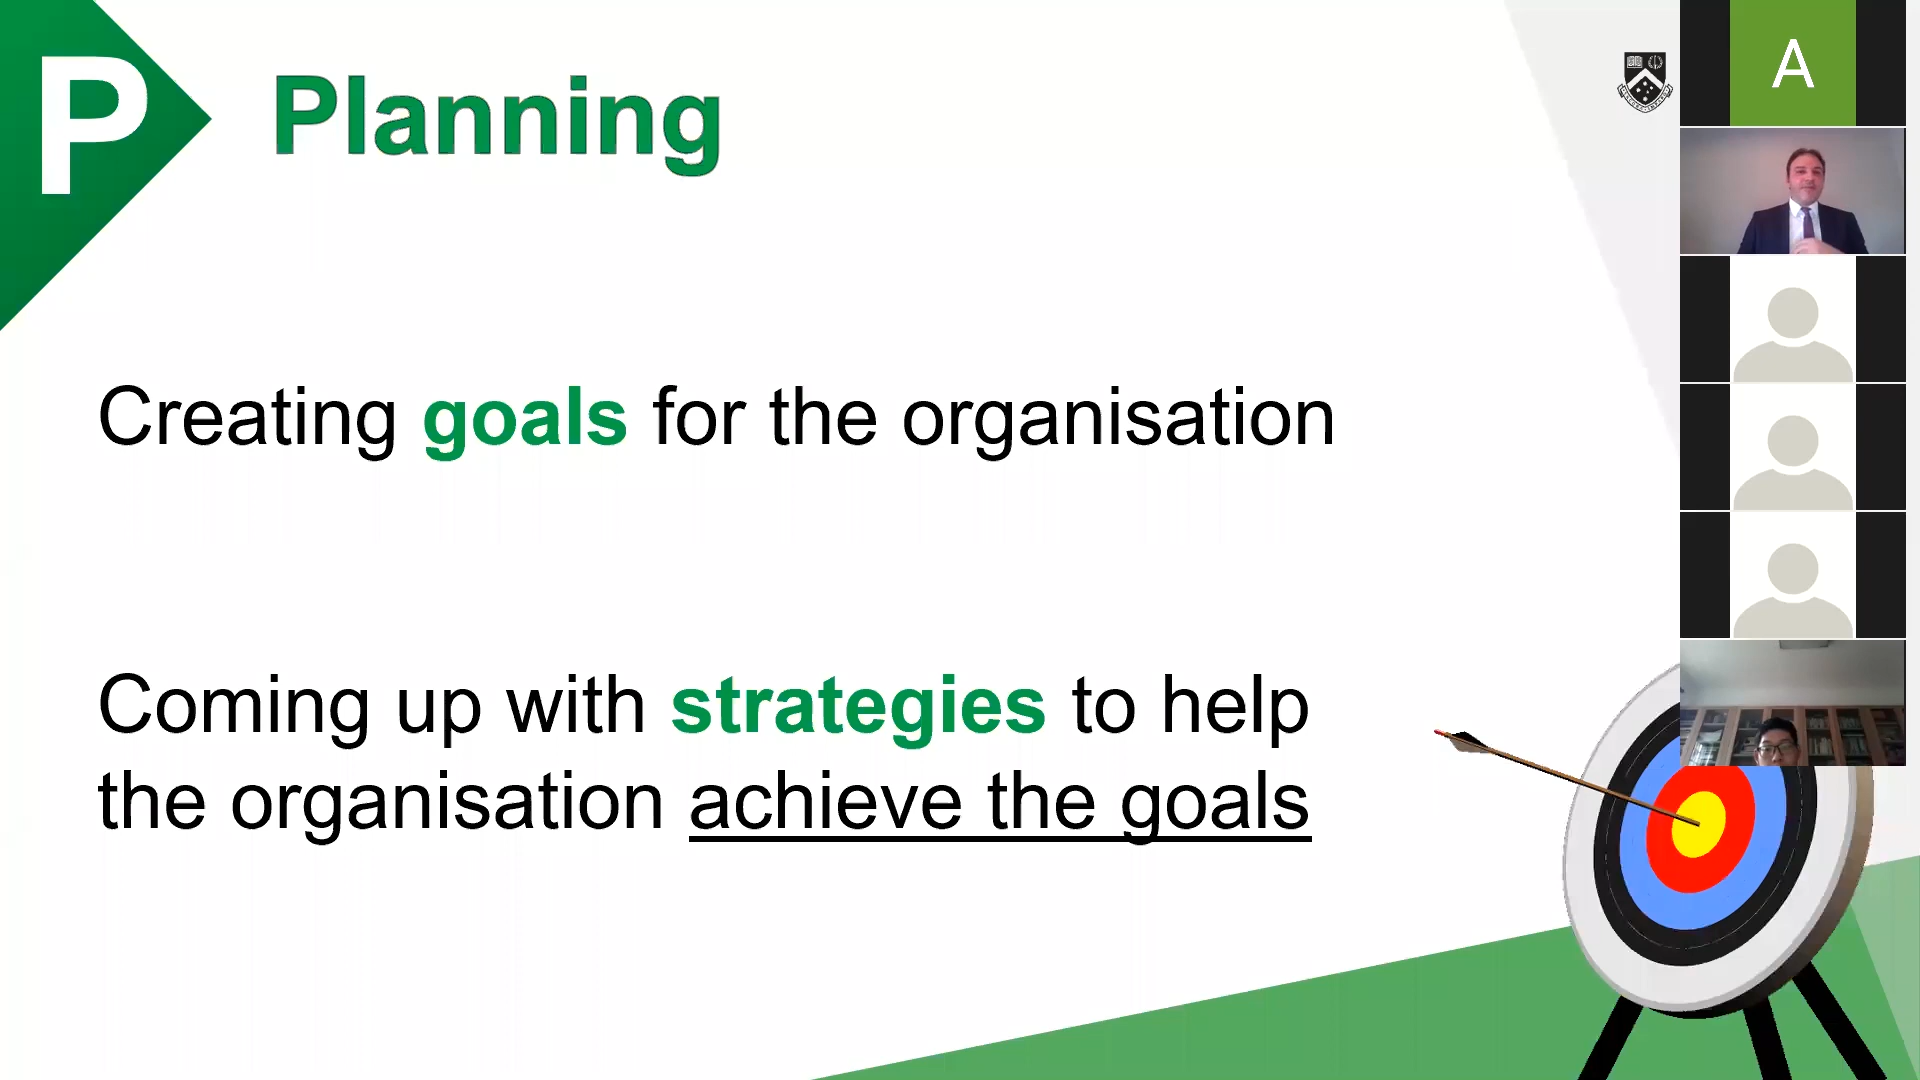 P
Planning
A
Creating goals for the organisation
Coming up with strategies to help
the organisation achieve the goals